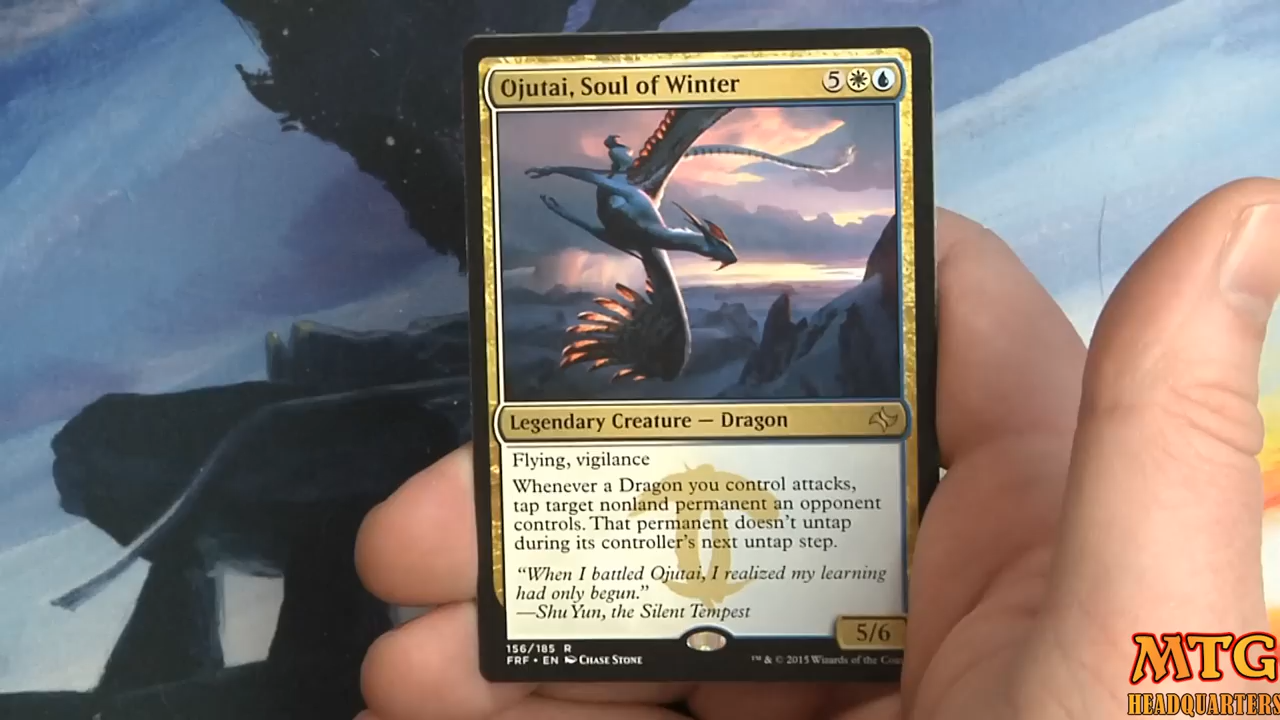 Ojutai, Soul of Winter 5
Legendary Creature — Dragon
Flying, vigilance
Whenever a Dragon you control attacks,
tap target nonland permanent an opponent
controls. That permanent doesn't untap
during its controller's next untap step.
"When I battled Ojutai, I realized my learning
had only begun."
—Shu Yun, the Silent Tempest
5/6
156/185 R
FRF • EN Chase Stone
™ & © 2015 Wizards of the
MTG
HEADQUARTERS